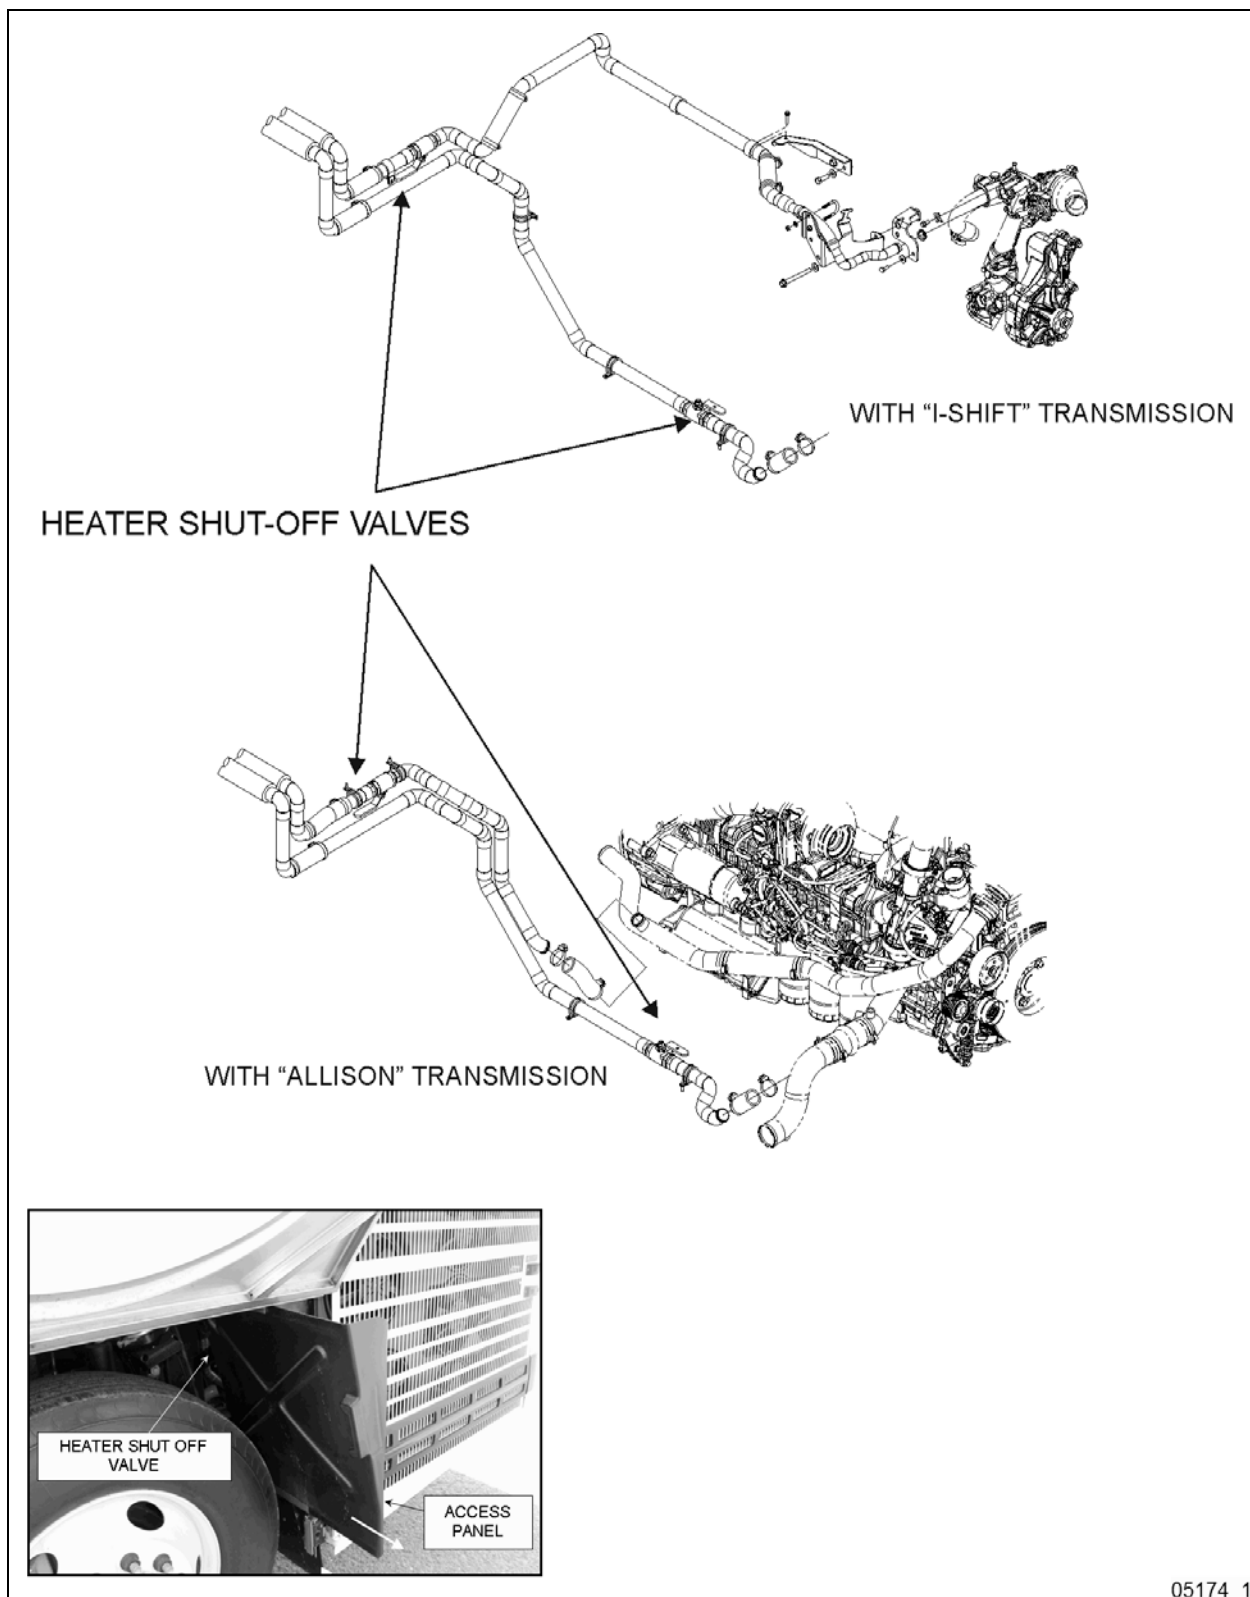 WITH “I-SHIFT” TRANSMISSION
HEATER SHUT-OFF VALVES
WITH “ALLISON” TRANSMISSION
HEATER SHUT OFF
VALVE
ACCESS
PANEL
05174_1